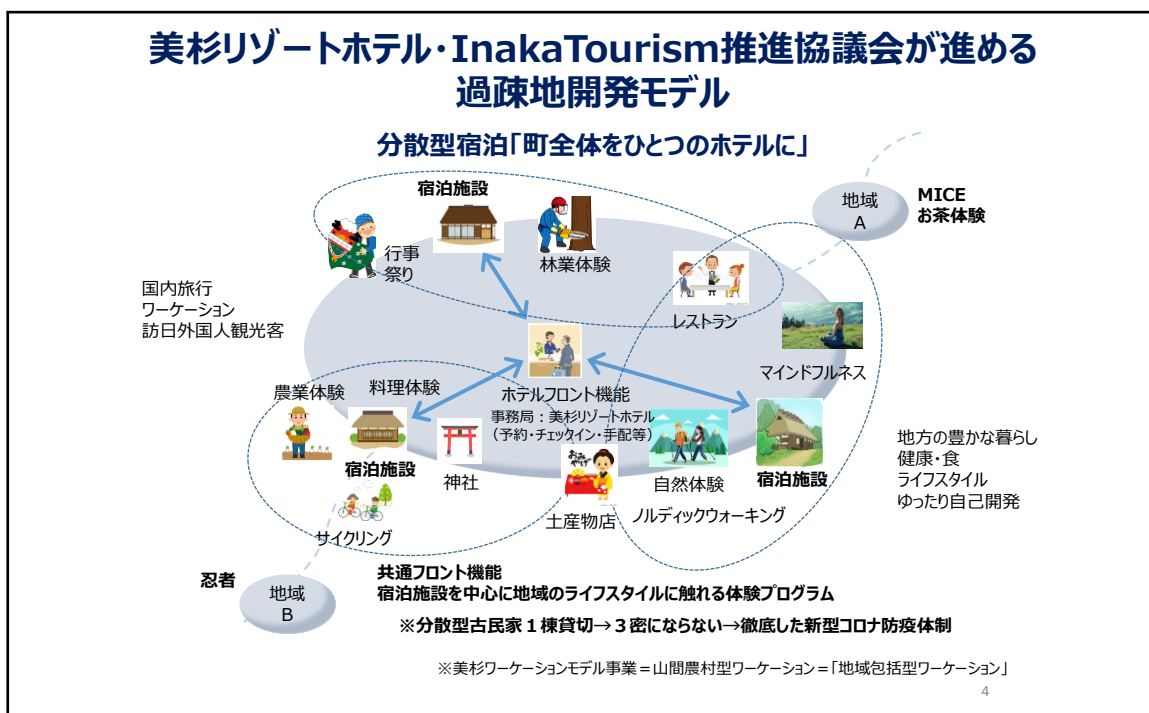 美杉リゾートホテル・InakaTourism推進協議会が進める
過疎地開発モデル
分散型宿泊「町全体をひとつのホテルに」
宿泊施設
地域
A
MICE
お茶体験
行事
祭り
林業体験
国内旅行
ワーケーション
訪日外国人観光客
レストラン
マインドフルネス
農業体験
料理体験
ホテルフロント機能
事務局：美杉リゾートホテル
（予約・チェックイン・手配等）
地方の豊かな暮らし
健康・食
ライフスタイル
ゆったり自己開発
宿泊施設
神社
おみやげ
土産物店
自然体験
ノルディックウォーキング
宿泊施設
サイクリング
忍者
地域
B
共通フロント機能
宿泊施設を中心に地域のライフスタイルに触れる体験プログラム
※分散型古民家１棟貸切→３密にならない→徹底した新型コロナ防疫体制
※美杉ワーケーションモデル事業＝山間農村型ワーケーション＝「地域包括型ワーケーション」
4